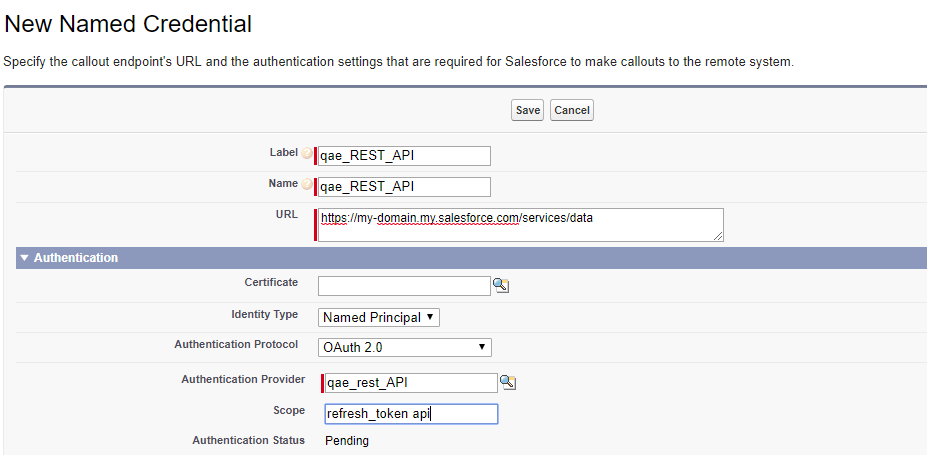 New Named Credential
Specify the callout endpoint's URL and the authentication settings that are required for Salesforce to make callouts to the remote system.
Save Cancel
Label qae_REST_API
Name qae_REST_API
URL https://my-domain.my.salesforce.com/services/data
Authentication
Certificate
Identity Type Named Principal
Authentication Protocol OAuth 2.0
Authentication Provider qae_rest_API
Scope refresh_token api
Authentication Status Pending